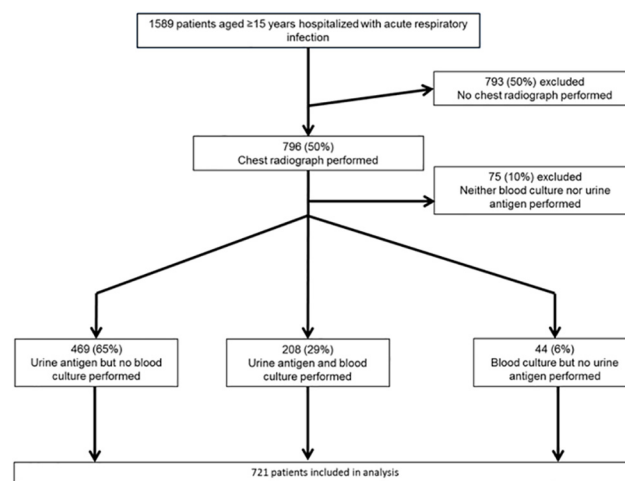 1589 patients aged ≥15 years hospitalized with acute respiratory
infection
793 (50%) excluded
No chest radiograph performed
796 (50%)
Chest radiograph performed
75 (10%) excluded
Neither blood culture nor urine
antigen performed
469 (65%)
Urine antigen but no blood
culture performed
208 (29%)
Urine antigen and blood
culture performed
44 (6%)
Blood culture but no urine
antigen performed
721 patients included in analysis